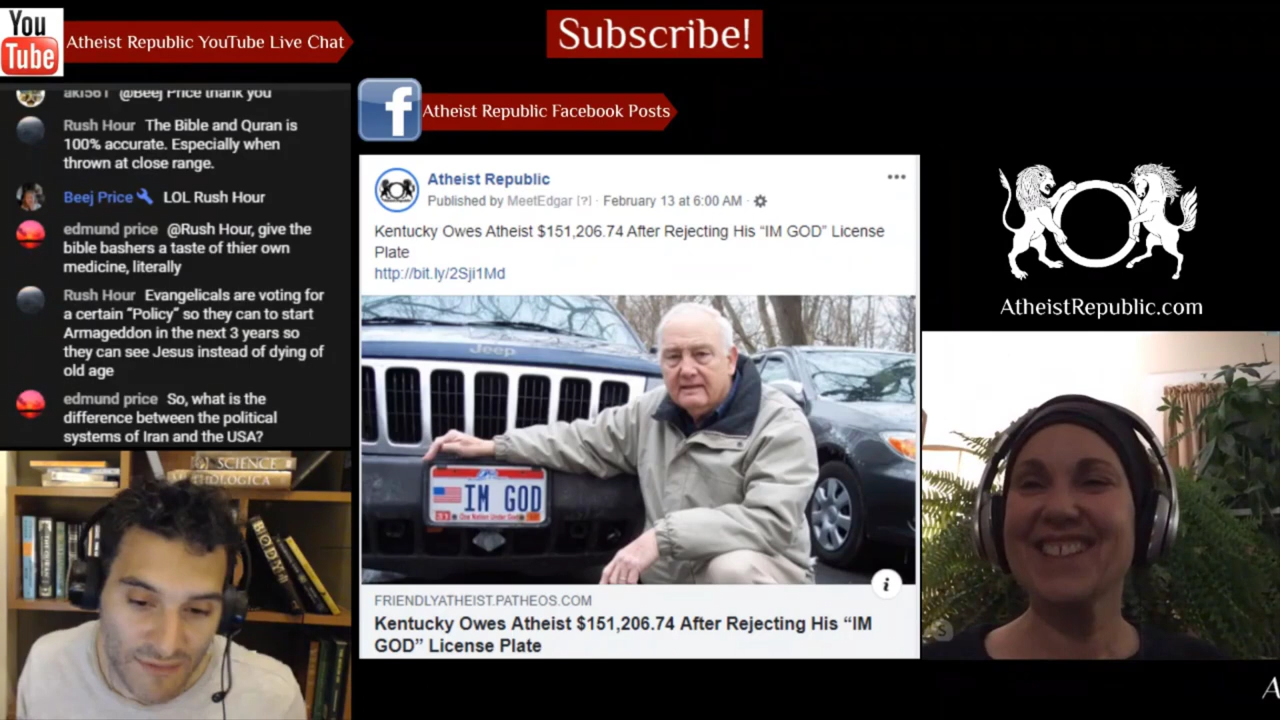 You
Tube
Atheist Republic YouTube Live Chat
Subscribe!
Atheist Republic Facebook Posts
aki561 @Beej Price thank you
Rush Hour The Bible and Quran is
100% accurate. Especially when
thrown at close range.
Beej Price LOL Rush Hour
edmund price @Rush Hour, give the
bible bashers a taste of thier own
medicine, literally
Rush Hour Evangelicals are voting for
a certain “Policy” so they can to start
Armageddon in the next 3 years so
they can see Jesus instead of dying of
old age
edmund price So, what is the
difference between the political
systems of Iran and the USA?
Atheist Republic
Published by MeetEdgar [?] · February 13 at 6:00 AM ·
Kentucky Owes Atheist $151,206.74 After Rejecting His “IM GOD” License
Plate
http://bit.ly/2Sji1Md
Jeep
IM GOD
One Nation Under God
FRIENDLYATHEIST.PATHEOS.COM
Kentucky Owes Atheist $151,206.74 After Rejecting His “IM
GOD” License Plate
AtheistRepublic.com
SCIENCE
BODY
A